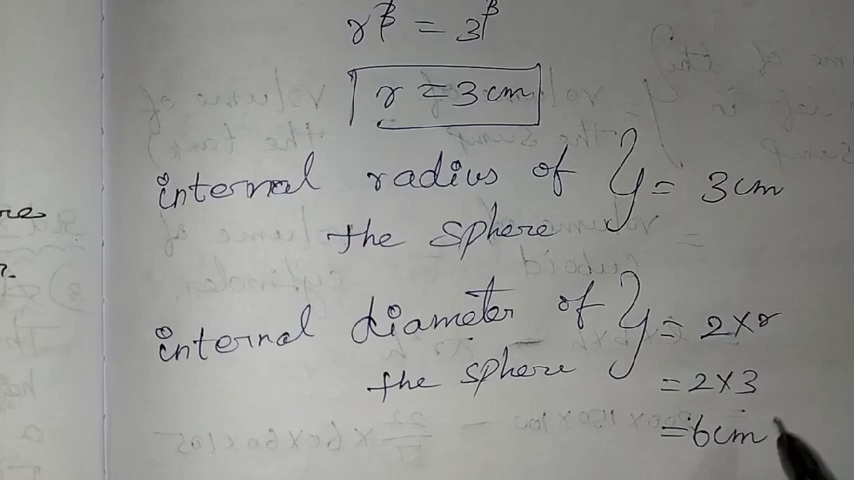 r³ = 3³
r = 3cm
internal radius of
the sphere } = 3cm
internal diameter of
the sphere } = 2×r
= 2×3
= 6cm